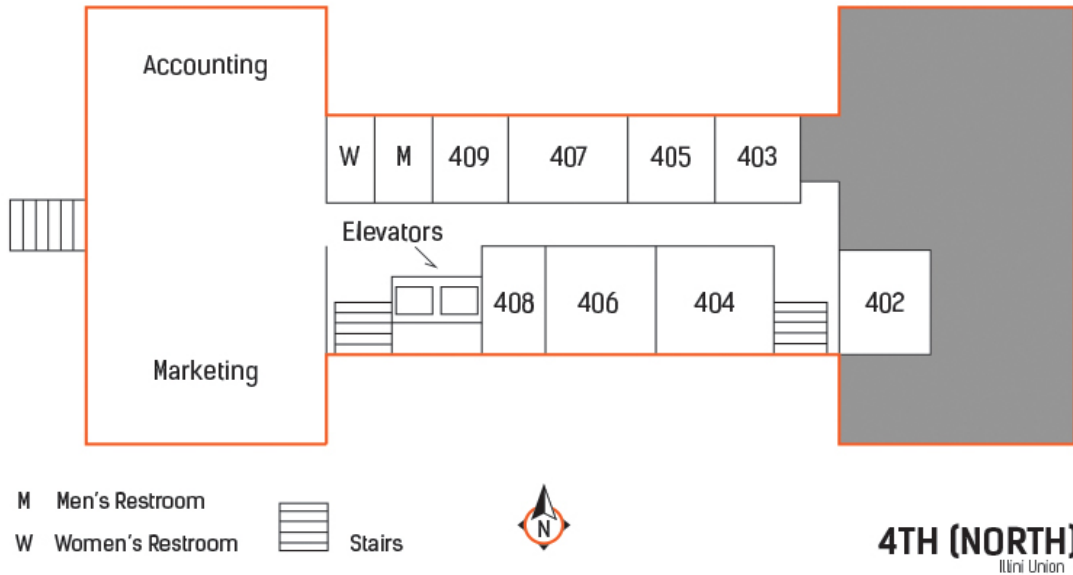 Accounting
W
M
409
407
405
403
Elevators
408
406
404
402
Marketing
M Men's Restroom
W Women's Restroom
Stairs
N
4TH (NORTH)
Illini Union